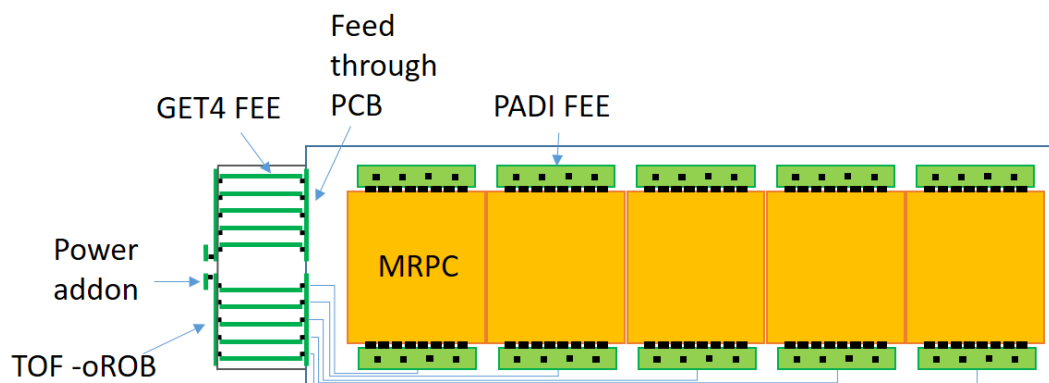 Feed
through
PCB
GET4 FEE
PADI FEE
Power
addon
MRPC
TOF -oROB